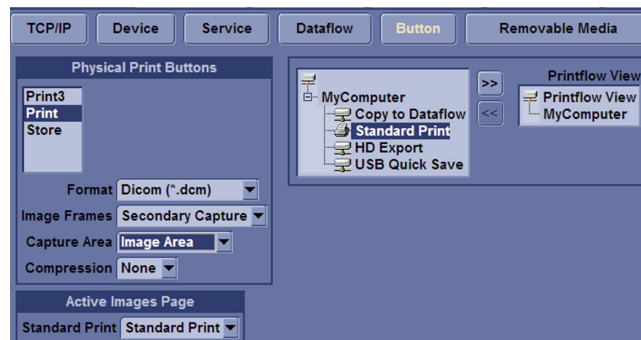 TCP/IP Device Service Dataflow Button Removable Media
Physical Print Buttons
Print3
Print
Store
Format Dicom (*.dcm)
Image Frames Secondary Capture
Capture Area Image Area
Compression None
Active Images Page
Standard Print Standard Print
MyComputer
Copy to Dataflow
Standard Print
HD Export
USB Quick Save
>>
<<
Printflow View
Printflow View
MyComputer